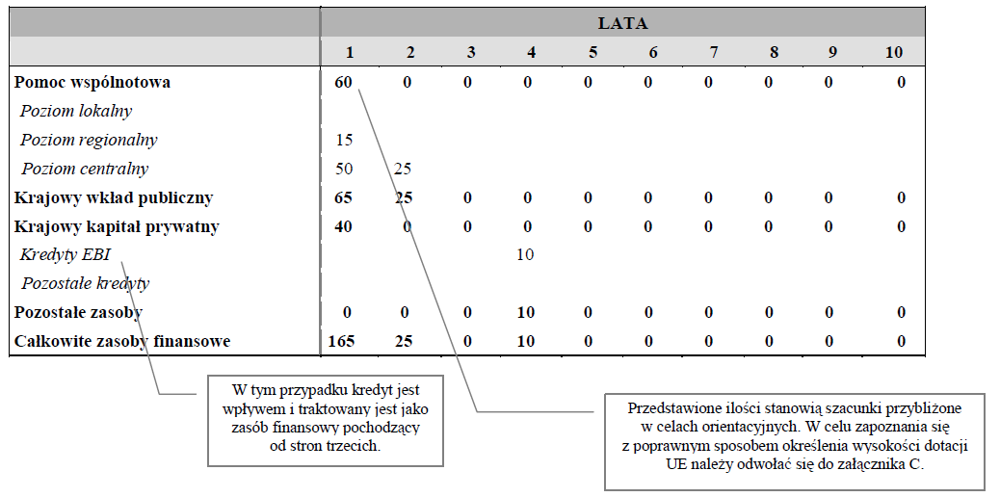 LATA
1 2 3 4 5 6 7 8 9 10
Pomoc wspólnotowa 60 0 0 0 0 0 0 0 0 0
Poziom lokalny
Poziom regionalny 15
Poziom centralny 50 25
Krajowy wkład publiczny 65 25 0 0 0 0 0 0 0 0
Krajowy kapitał prywatny 40 0 0 0 0 0 0 0 0 0
Kredyty EBI 10
Pozostałe kredyty
Pozostałe zasoby 0 0 0 10 0 0 0 0 0 0
Całkowite zasoby finansowe 165 25 0 10 0 0 0 0 0 0
W tym przypadku kredyt jest
wpływem i traktowany jest jako
zasób finansowy pochodzący
od stron trzecich.
Przedstawione ilości stanowią szacunki przybliżone
w celach orientacyjnych. W celu zapoznania się
z poprawnym sposobem określenia wysokości dotacji
UE należy odwołać się do załącznika C.